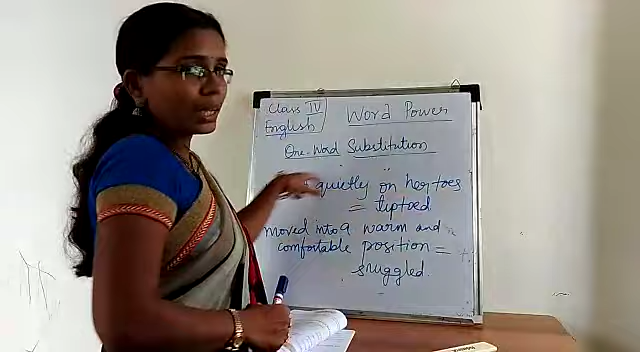 Class IV
English
Word Power
One-Word Substitution
quietly on her toes
= tiptoed
moved into a warm and
comfortable position =
snuggled.